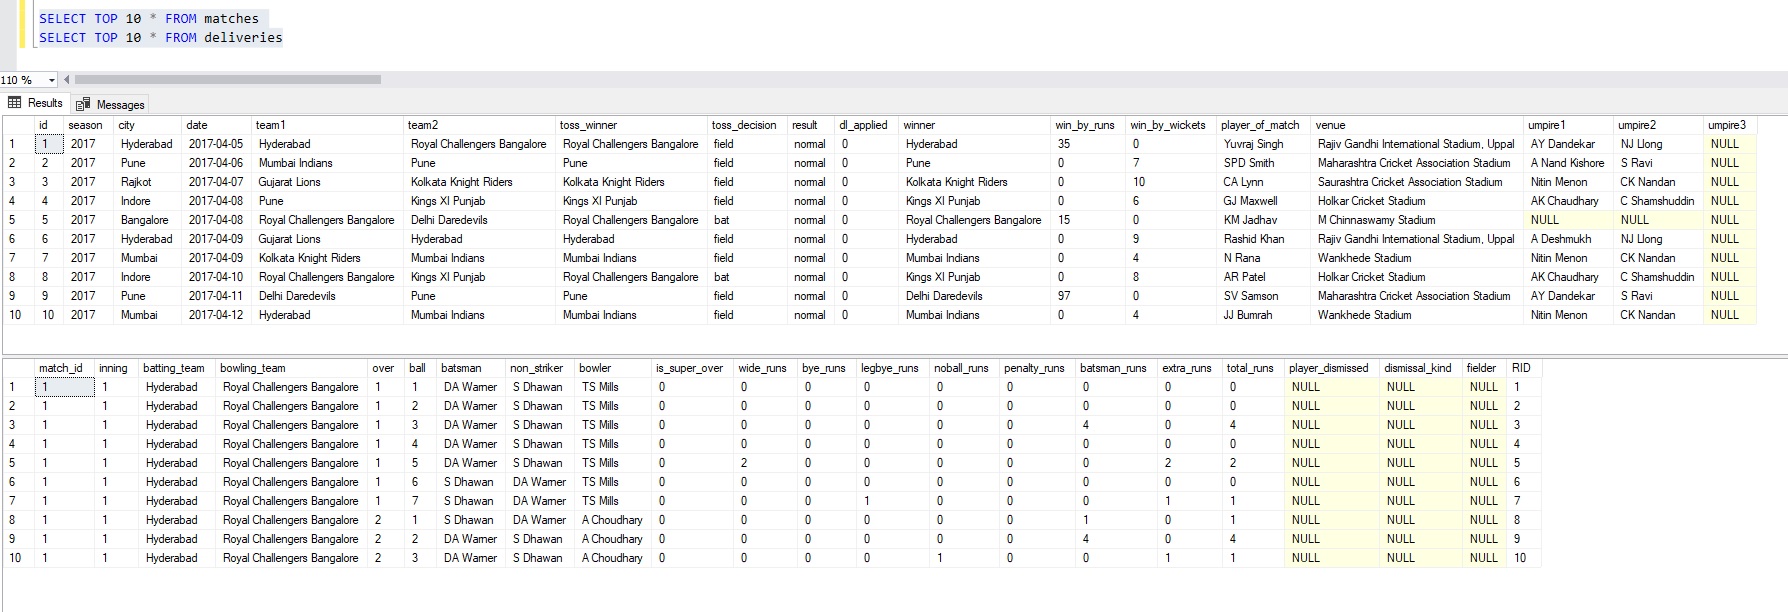 SELECT TOP 10 * FROM matches
SELECT TOP 10 * FROM deliveries
110 %
Results Messages
id season city date team1 team2 toss_winner toss_decision result dl_applied winner win_by_runs win_by_wickets player_of_match venue umpire1 umpire2 umpire3
1 1 2017 Hyderabad 2017-04-05 Hyderabad Royal Challengers Bangalore Royal Challengers Bangalore field normal 0 Hyderabad 35 0 Yuvraj Singh Rajiv Gandhi International Stadium, Uppal AY Dandekar NJ Llong NULL
2 2 2017 Pune 2017-04-06 Mumbai Indians Pune Pune field normal 0 Pune 0 7 SPD Smith Maharashtra Cricket Association Stadium A Nand Kishore S Ravi NULL
3 3 2017 Rajkot 2017-04-07 Gujarat Lions Kolkata Knight Riders Kolkata Knight Riders field normal 0 Kolkata Knight Riders 0 10 CA Lynn Saurashtra Cricket Association Stadium Nitin Menon CK Nandan NULL
4 4 2017 Indore 2017-04-08 Pune Kings XI Punjab Kings XI Punjab field normal 0 Kings XI Punjab 0 6 GJ Maxwell Holkar Cricket Stadium AK Chaudhary C Shamshuddin NULL
5 5 2017 Bangalore 2017-04-08 Royal Challengers Bangalore Delhi Daredevils Royal Challengers Bangalore bat normal 0 Royal Challengers Bangalore 15 0 KM Jadhav M Chinnaswamy Stadium NULL NULL NULL
6 6 2017 Hyderabad 2017-04-09 Gujarat Lions Hyderabad Hyderabad field normal 0 Hyderabad 0 9 Rashid Khan Rajiv Gandhi International Stadium, Uppal A Deshmukh NJ Llong NULL
7 7 2017 Mumbai 2017-04-09 Kolkata Knight Riders Mumbai Indians Mumbai Indians field normal 0 Mumbai Indians 0 4 N Rana Wankhede Stadium Nitin Menon CK Nandan NULL
8 8 2017 Indore 2017-04-10 Royal Challengers Bangalore Kings XI Punjab Royal Challengers Bangalore bat normal 0 Kings XI Punjab 0 8 AR Patel Holkar Cricket Stadium AK Chaudhary C Shamshuddin NULL
9 9 2017 Pune 2017-04-11 Delhi Daredevils Pune Pune field normal 0 Delhi Daredevils 97 0 SV Samson Maharashtra Cricket Association Stadium AY Dandekar S Ravi NULL
10 10 2017 Mumbai 2017-04-12 Hyderabad Mumbai Indians Mumbai Indians field normal 0 Mumbai Indians 0 4 JJ Bumrah Wankhede Stadium Nitin Menon CK Nandan NULL
match_id inning batting_team bowling_team over ball batsman non_striker bowler is_super_over wide_runs bye_runs legbye_runs noball_runs penalty_runs batsman_runs extra_runs total_runs player_dismissed dismissal_kind fielder RID
1 1 1 Hyderabad Royal Challengers Bangalore 1 1 DA Warner S Dhawan TS Mills 0 0 0 0 0 0 0 0 0 NULL NULL NULL 1
2 1 1 Hyderabad Royal Challengers Bangalore 1 2 DA Warner S Dhawan TS Mills 0 0 0 0 0 0 0 0 0 NULL NULL NULL 2
3 1 1 Hyderabad Royal Challengers Bangalore 1 3 DA Warner S Dhawan TS Mills 0 0 0 0 0 0 4 0 4 NULL NULL NULL 3
4 1 1 Hyderabad Royal Challengers Bangalore 1 4 DA Warner S Dhawan TS Mills 0 0 0 0 0 0 0 0 0 NULL NULL NULL 4
5 1 1 Hyderabad Royal Challengers Bangalore 1 5 DA Warner S Dhawan TS Mills 0 2 0 0 0 0 0 2 2 NULL NULL NULL 5
6 1 1 Hyderabad Royal Challengers Bangalore 1 6 S Dhawan DA Warner TS Mills 0 0 0 0 0 0 0 0 0 NULL NULL NULL 6
7 1 1 Hyderabad Royal Challengers Bangalore 1 7 S Dhawan DA Warner TS Mills 0 0 0 1 0 0 0 1 1 NULL NULL NULL 7
8 1 1 Hyderabad Royal Challengers Bangalore 2 1 S Dhawan DA Warner A Choudhary 0 0 0 0 0 0 1 0 1 NULL NULL NULL 8
9 1 1 Hyderabad Royal Challengers Bangalore 2 2 DA Warner S Dhawan A Choudhary 0 0 0 0 0 0 4 0 4 NULL NULL NULL 9
10 1 1 Hyderabad Royal Challengers Bangalore 2 3 DA Warner S Dhawan A Choudhary 0 0 0 0 1 0 0 1 1 NULL NULL NULL 10